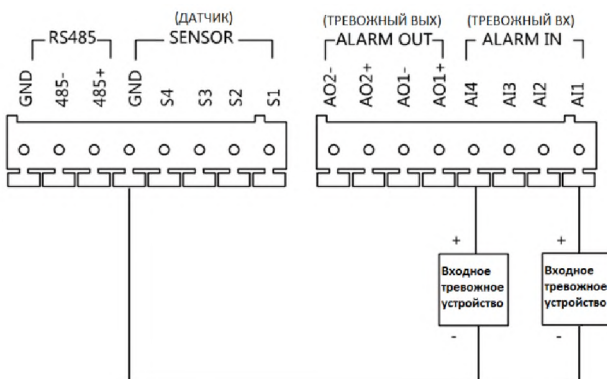 (ДАТЧИК)
RS485 SENSOR
GND 485- 485+ GND S4 S3 S2 S1
(ТРЕВОЖНЫЙ ВЫХ) (ТРЕВОЖНЫЙ ВХ)
ALARM OUT ALARM IN
AO2- AO2+ AO1- AO1+ AI4 AI3 AI2 AI1
+ +
Входное
тревожное
устройство
Входное
тревожное
устройство
- -